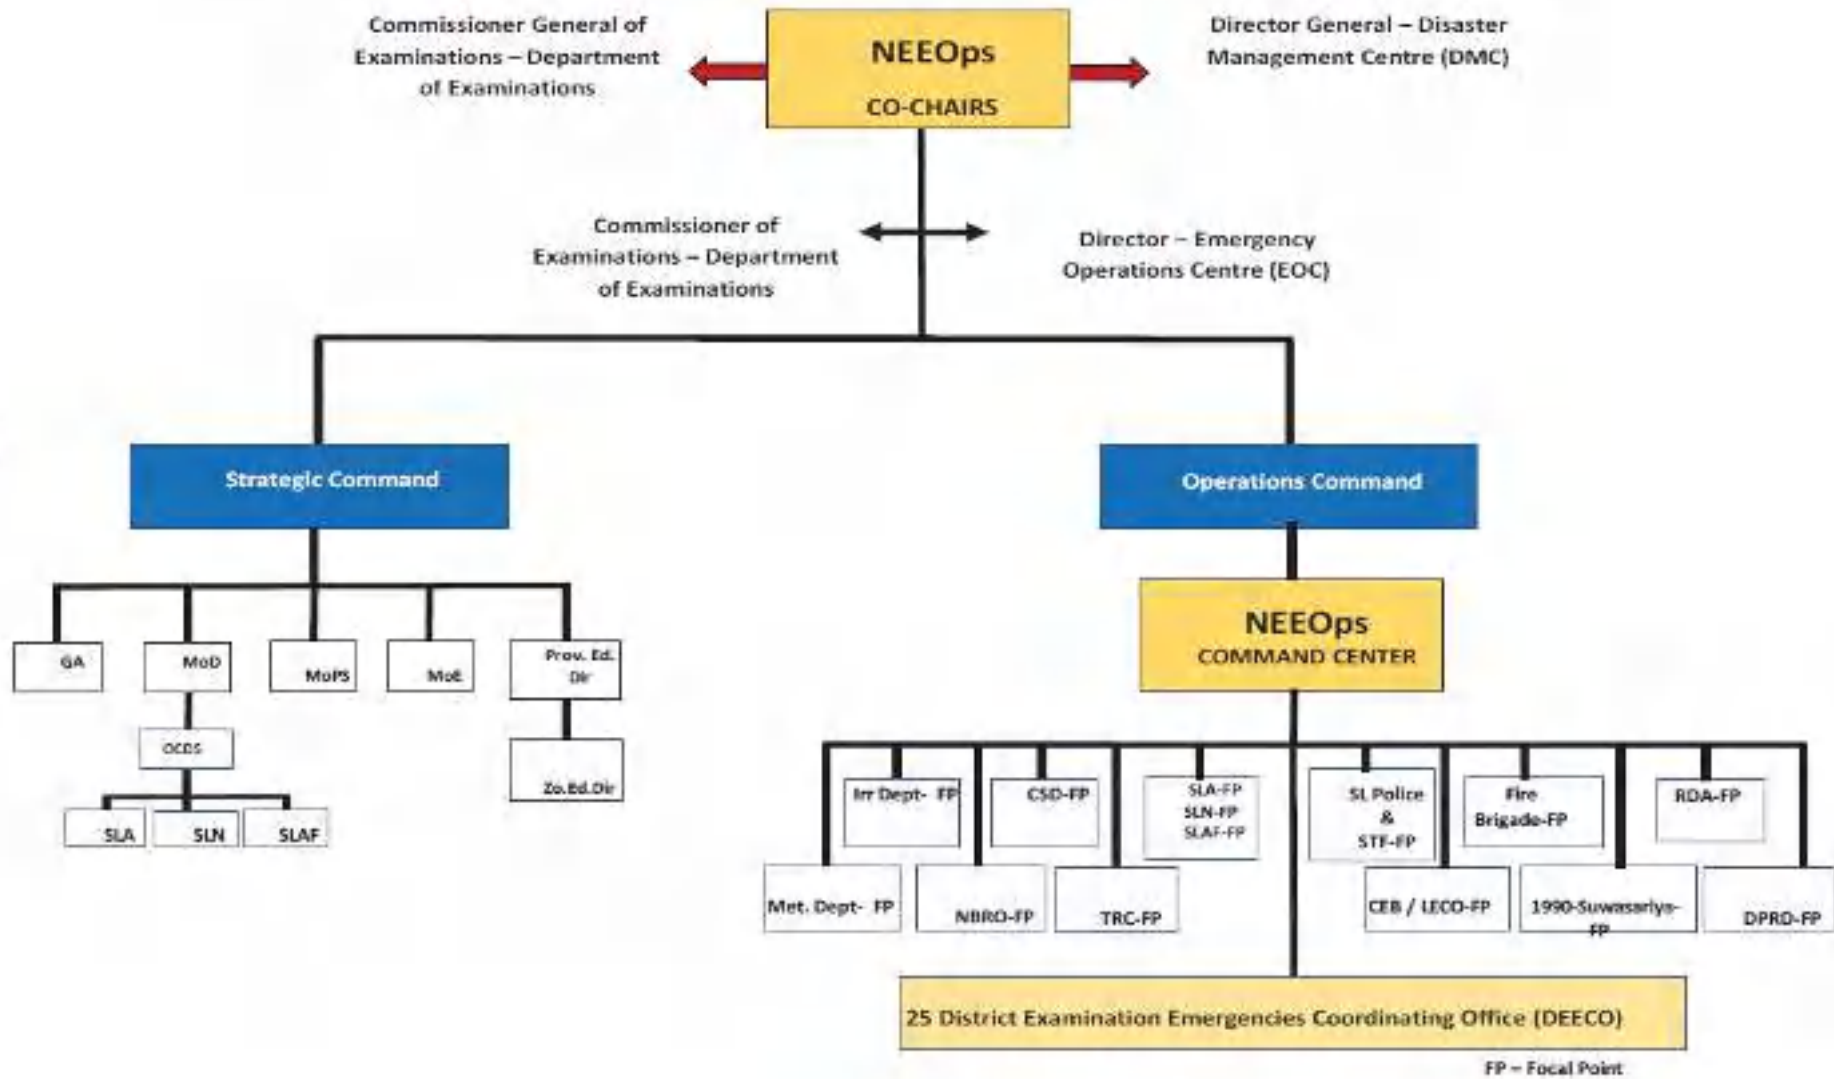 Commissioner General of
Examinations – Department
of Examinations
NEEOps
CO-CHAIRS
Director General – Disaster
Management Centre (DMC)
Commissioner of
Examinations – Department
of Examinations
Director – Emergency
Operations Centre (EOC)
Strategic Command
Operations Command
NEEOps
COMMAND CENTER
GA
MoD
MoPS
MoE
Prov. Ed.
Dir
OCDS
Zo.Ed.Dir
SLA
SLN
SLAF
Irr Dept- FP
CSD-FP
SLA-FP
SLN-FP
SLAF-FP
SL Police
&
STF-FP
Fire
Brigade-FP
RDA-FP
Met. Dept- FP
NBRO-FP
TRC-FP
CEB / LECO-FP
1990-Suwasariya-
FP
DPRD-FP
25 District Examination Emergencies Coordinating Office (DEECO)
FP – Focal Point